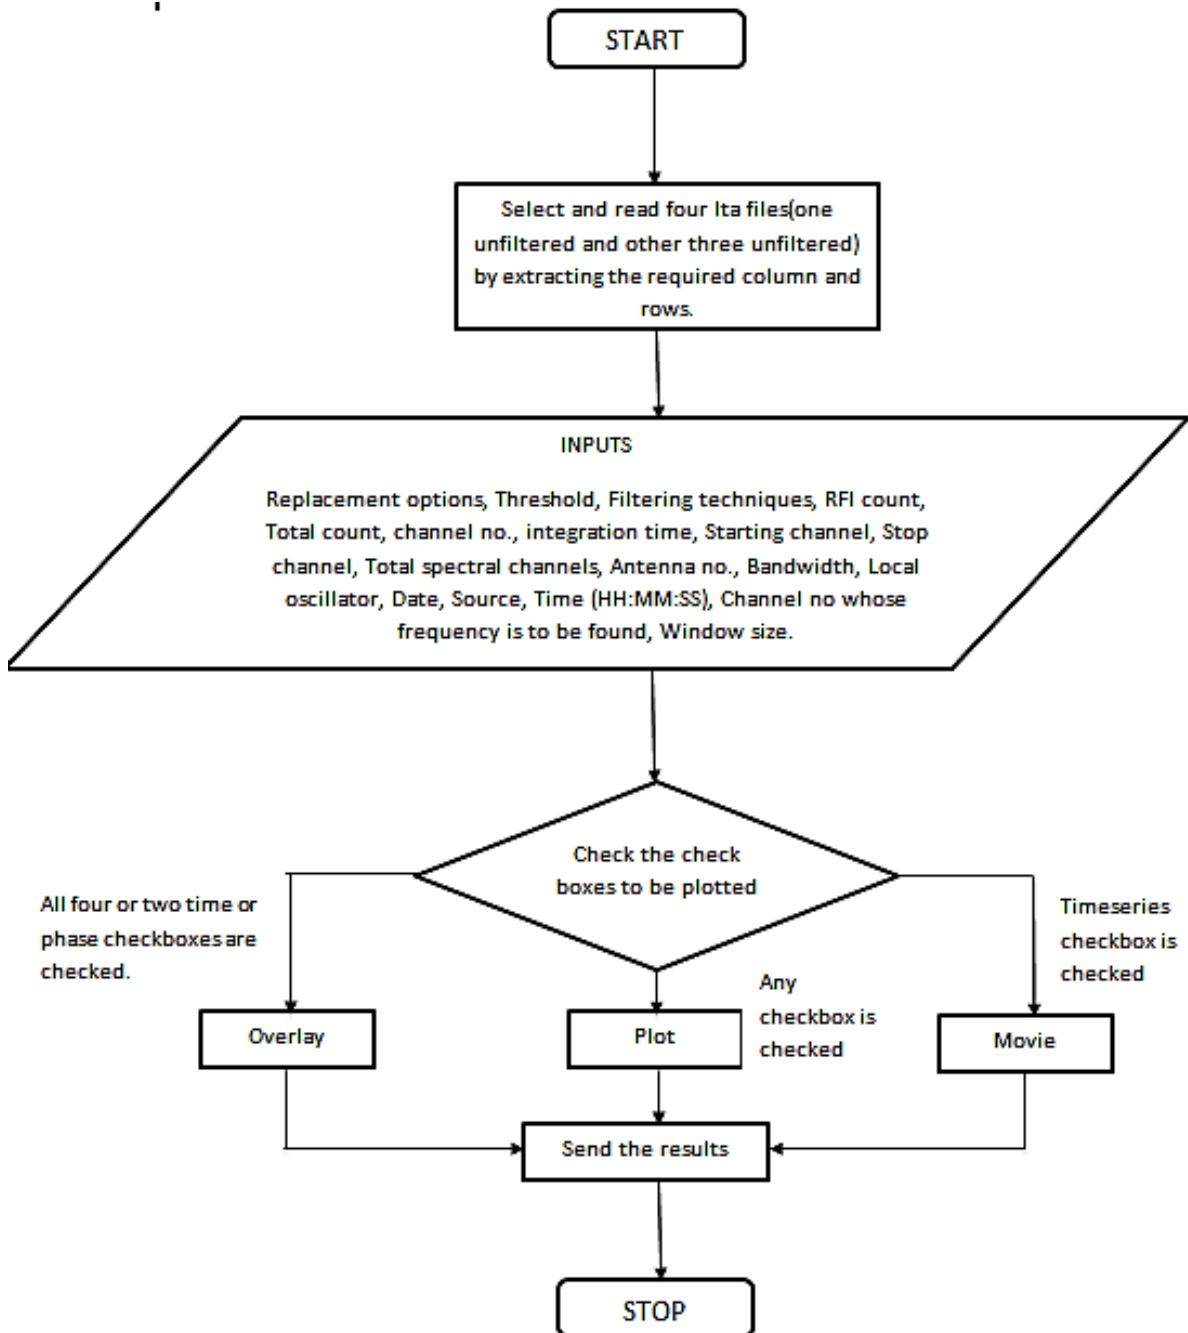 START
Select and read four lta files(one
unfiltered and other three unfiltered)
by extracting the required column and
rows.
INPUTS
Replacement options, Threshold, Filtering techniques, RFI count,
Total count, channel no., integration time, Starting channel, Stop
channel, Total spectral channels, Antenna no., Bandwidth, Local
oscillator, Date, Source, Time (HH:MM:SS), Channel no whose
frequency is to be found, Window size.
Check the check
boxes to be plotted
All four or two time or
phase checkboxes are
checked.
Any
checkbox is
checked
Timeseries
checkbox is
checked
Overlay
Plot
Movie
Send the results
STOP